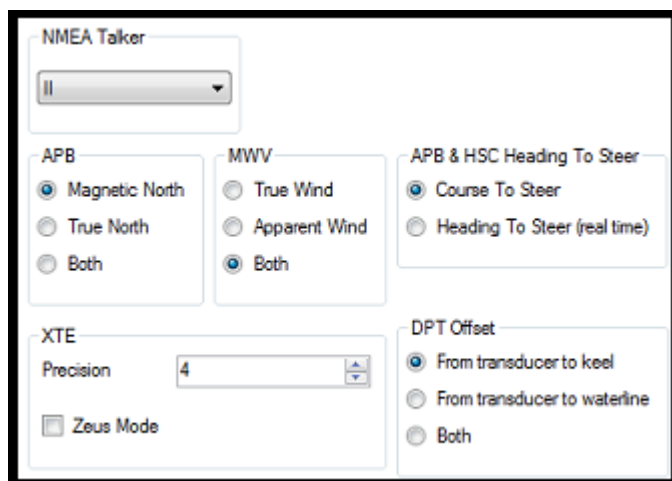 NMEA Talker
II
APB
Magnetic North
True North
Both
MWV
True Wind
Apparent Wind
Both
APB & HSC Heading To Steer
Course To Steer
Heading To Steer (real time)
XTE
Precision 4
Zeus Mode
DPT Offset
From transducer to keel
From transducer to waterline
Both